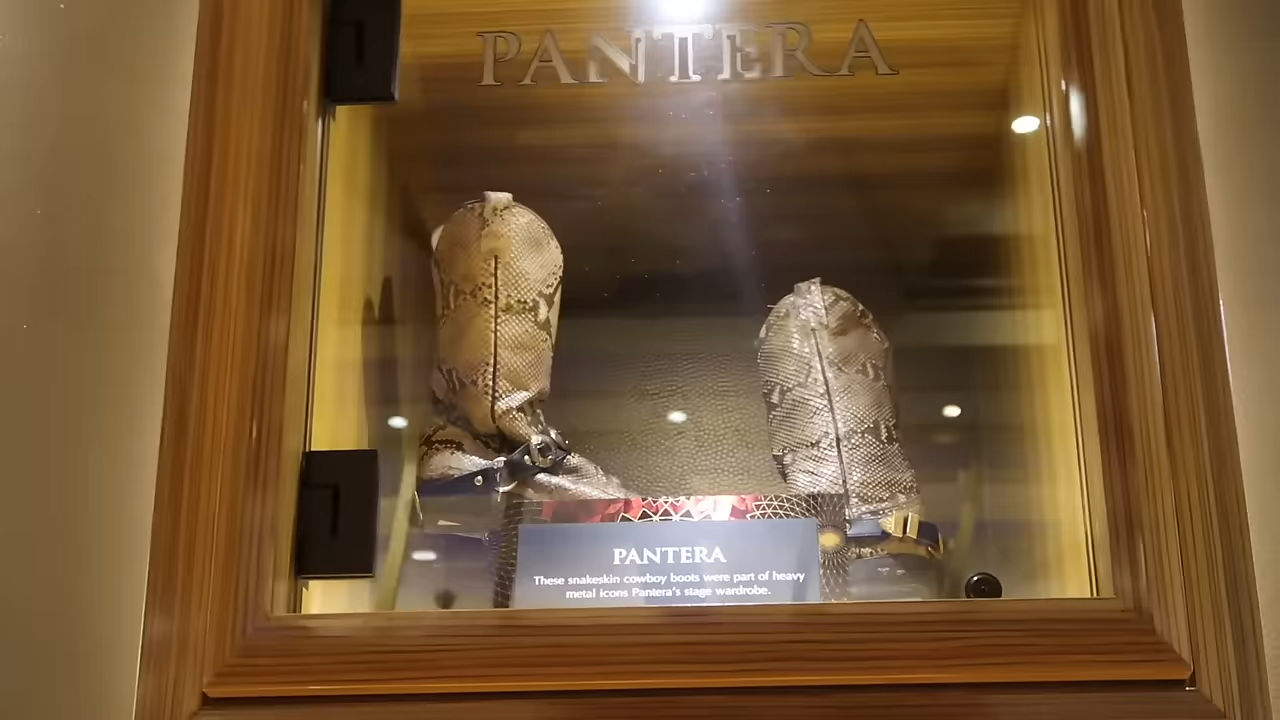 PANTERA
PANTERA
These snakeskin cowboy boots were part of heavy
metal icons Pantera's stage wardrobe.